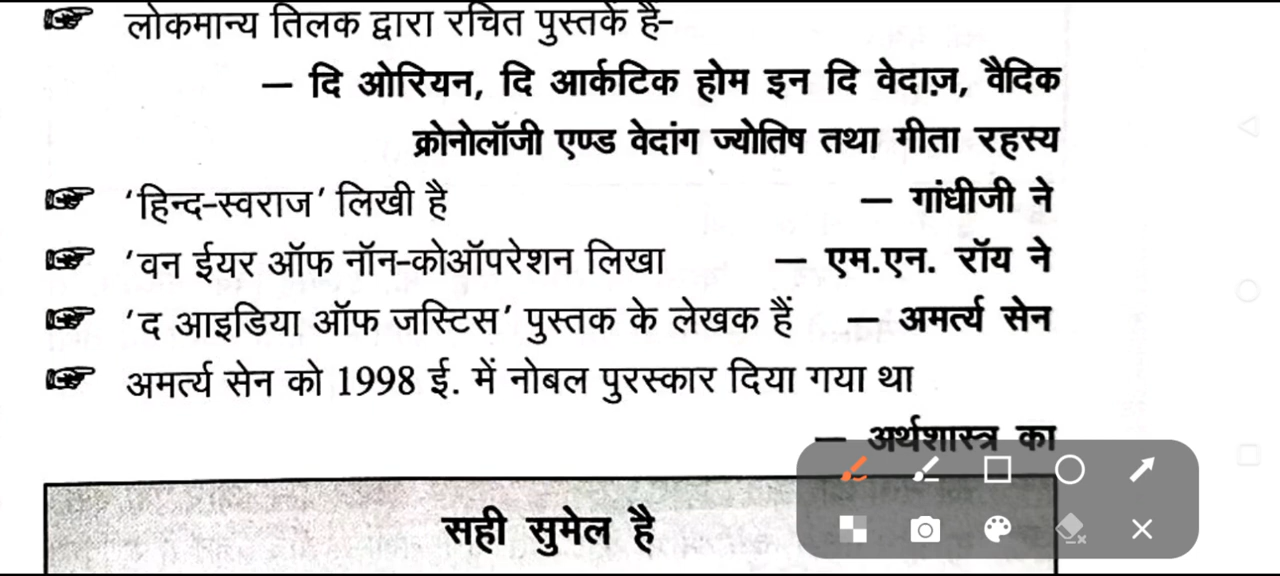 लोकमान्य तिलक द्वारा रचित पुस्तकें हैं-
– दि ओरियन, दि आर्कटिक होम इन दि वेदाज़, वैदिक
क्रोनोलॉजी एण्ड वेदांग ज्योतिष तथा गीता रहस्य
'हिन्द-स्वराज' लिखी है – गांधीजी ने
'वन ईयर ऑफ नॉन-कोऑपरेशन लिखा – एम.एन. रॉय ने
'द आइडिया ऑफ जस्टिस' पुस्तक के लेखक हैं – अमर्त्य सेन
अमर्त्य सेन को 1998 ई. में नोबल पुरस्कार दिया गया था
– अर्थशास्त्र का
सही सुमेल है